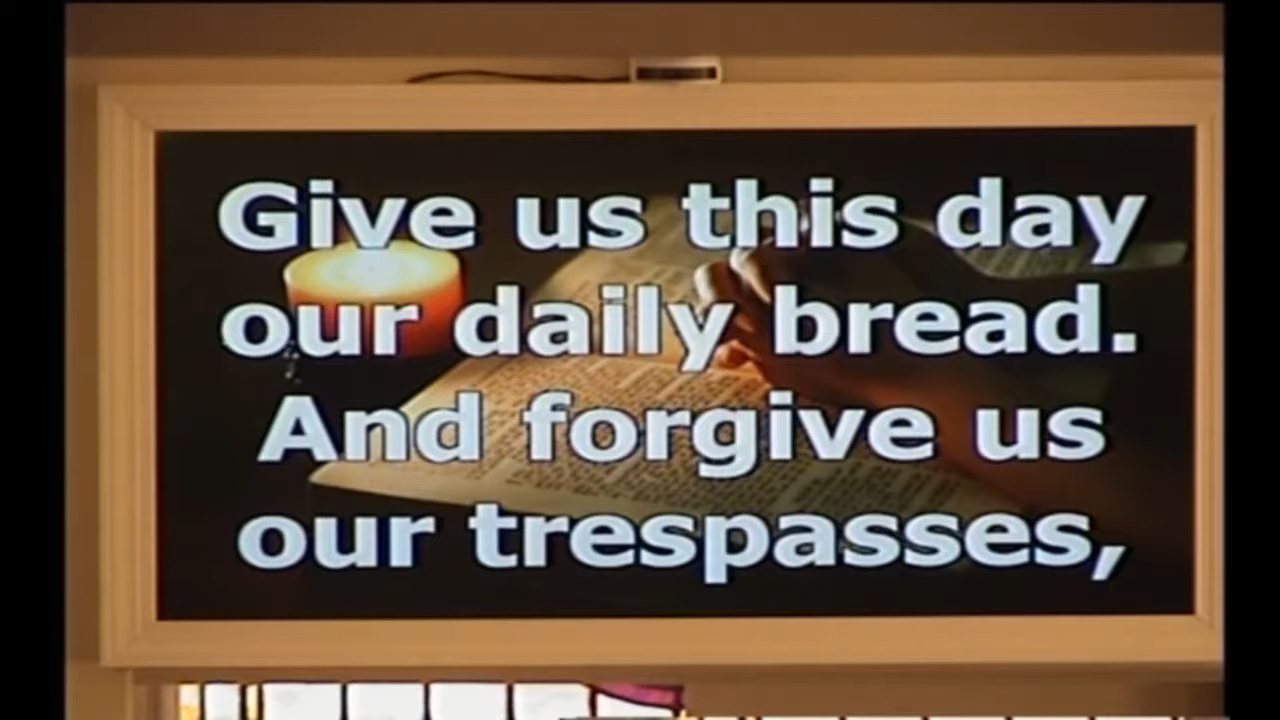 Give us this day
our daily bread.
And forgive us
our trespasses,